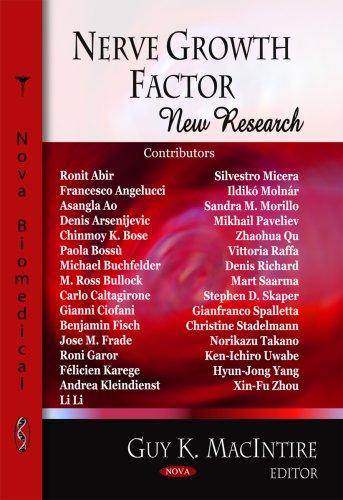 Nova Biomedical
NERVE GROWTH
FACTOR
New Research
Contributors
Ronit Abir
Francesco Angelucci
Asangla Ao
Denis Arsenijevic
Chinmoy K. Bose
Paola Bossù
Michael Buchfelder
M. Ross Bullock
Carlo Caltagirone
Gianni Ciofani
Benjamin Fisch
Jose M. Frade
Roni Garor
Félicien Karege
Andrea Kleindienst
Li Li
Silvestro Micera
Ildikó Molnár
Sandra M. Morillo
Mikhail Paveliev
Zhaohua Qu
Vittoria Raffa
Denis Richard
Mart Saarma
Stephen D. Skaper
Gianfranco Spalletta
Christine Stadelmann
Norikazu Takano
Ken-Ichiro Uwabe
Hyun-Jong Yang
Xin-Fu Zhou
GUY K. MACINTIRE
EDITOR
NOVA